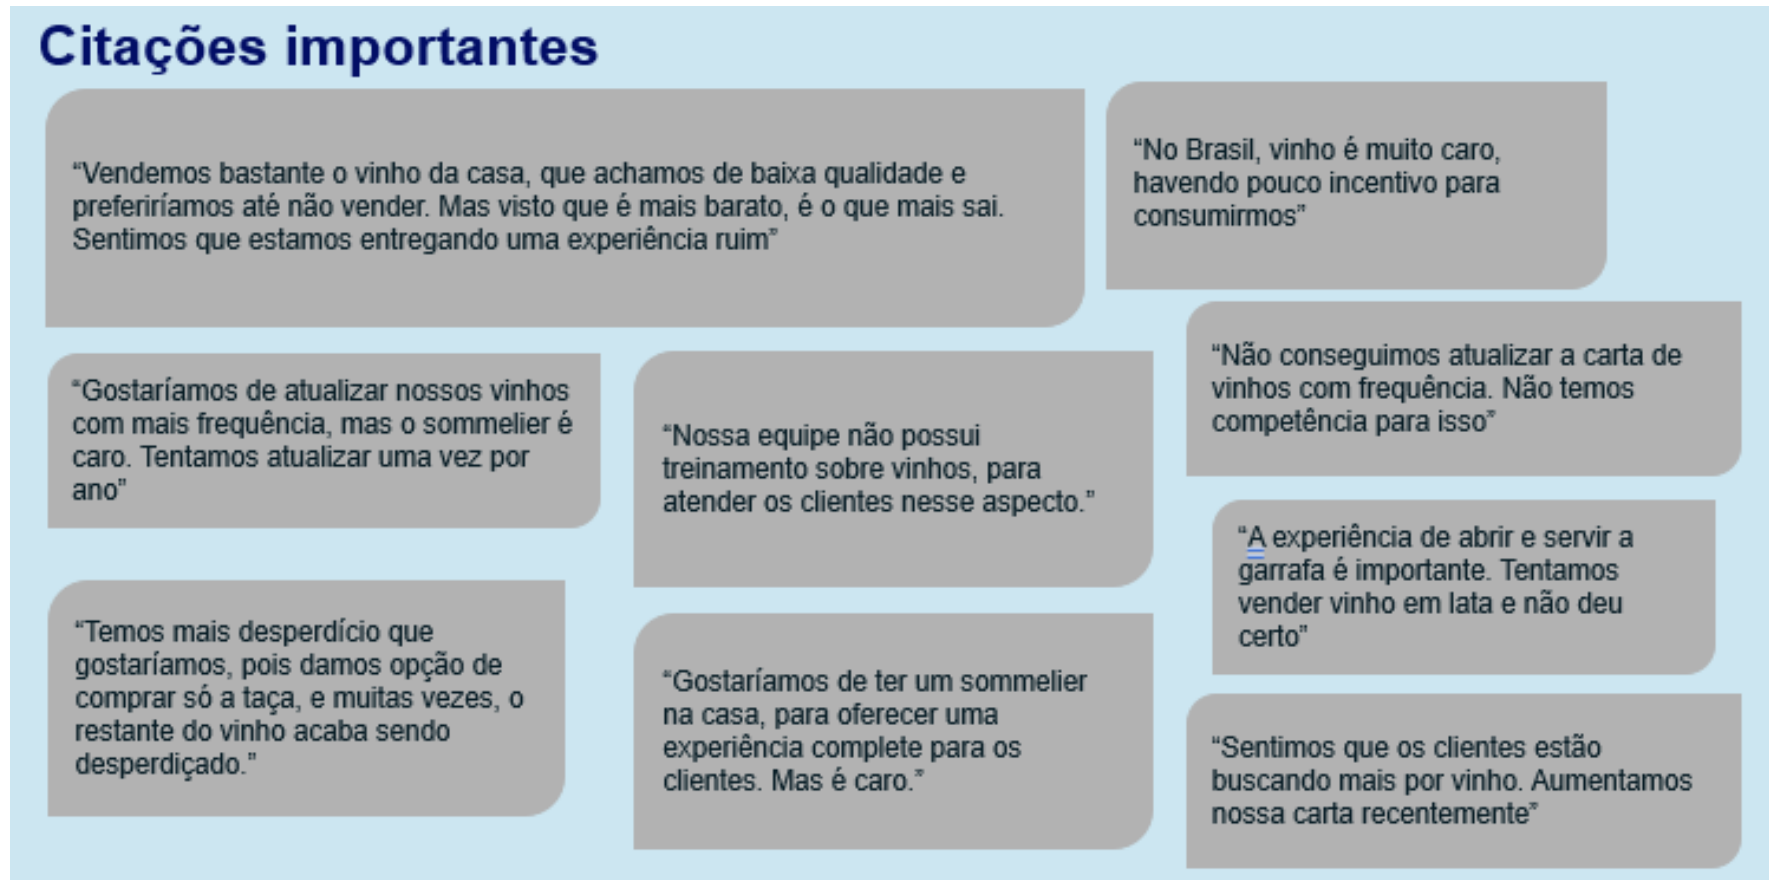 Citações importantes
“Vendemos bastante o vinho da casa, que achamos de baixa qualidade e
preferiríamos até não vender. Mas visto que é mais barato, é o que mais sai.
Sentimos que estamos entregando uma experiência ruim”
“No Brasil, vinho é muito caro,
havendo pouco incentivo para
consumirmos”
“Gostaríamos de atualizar nossos vinhos
com mais frequência, mas o sommelier é
caro. Tentamos atualizar uma vez por
ano”
“Nossa equipe não possui
treinamento sobre vinhos, para
atender os clientes nesse aspecto.”
“Não conseguimos atualizar a carta de
vinhos com frequência. Não temos
competência para isso”
“A experiência de abrir e servir a
garrafa é importante. Tentamos
vender vinho em lata e não deu
certo”
“Temos mais desperdício que
gostaríamos, pois damos opção de
comprar só a taça, e muitas vezes, o
restante do vinho acaba sendo
desperdiçado.”
“Gostaríamos de ter um sommelier
na casa, para oferecer uma
experiência complete para os
clientes. Mas é caro.”
“Sentimos que os clientes estão
buscando mais por vinho. Aumentamos
nossa carta recentemente”